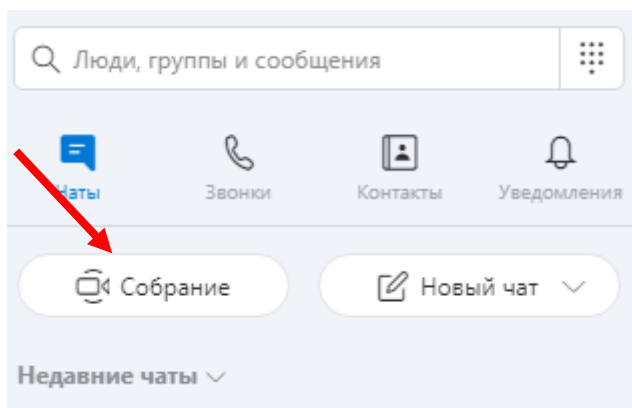 Люди, группы и сообщения
Чаты Звонки Контакты Уведомления
Собрание Новый чат
Недавние чаты